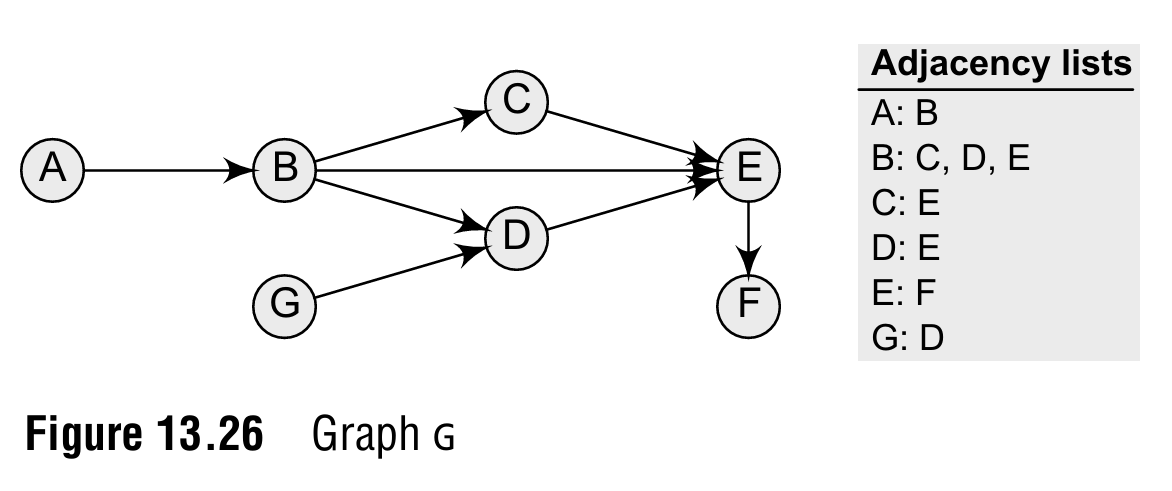 C
A
B
E
D
G
F
Adjacency lists
A: B
B: C, D, E
C: E
D: E
E: F
G: D
Figure 13.26 Graph G